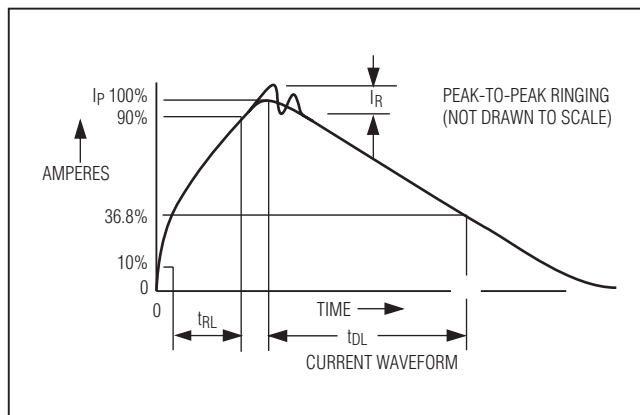 IP 100%
90%
AMPERES
36.8%
10%
0
0
tRL
TIME
tDL
CURRENT WAVEFORM
IR
PEAK-TO-PEAK RINGING
(NOT DRAWN TO SCALE)